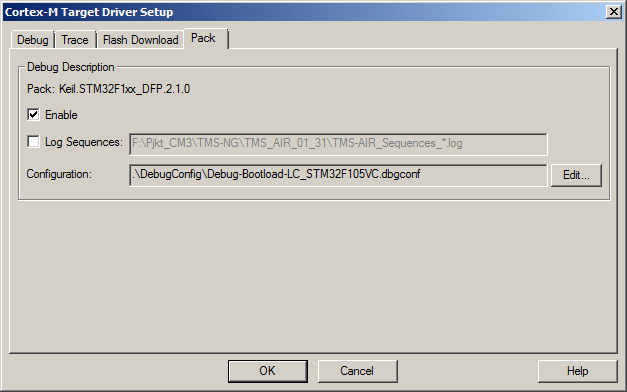 Cortex-M Target Driver Setup
Debug Trace Flash Download Pack
Debug Description
Pack: Keil.STM32F1xx_DFP.2.1.0
Enable
Log Sequences: F:\Pjkt_CM3\TMS-NG\TMS_AIR_01_31\TMS-AIR_Sequences_*.log
Configuration: .\DebugConfig\Debug-Bootload-LC_STM32F105VC.dbgconf Edit...
OK Cancel Help